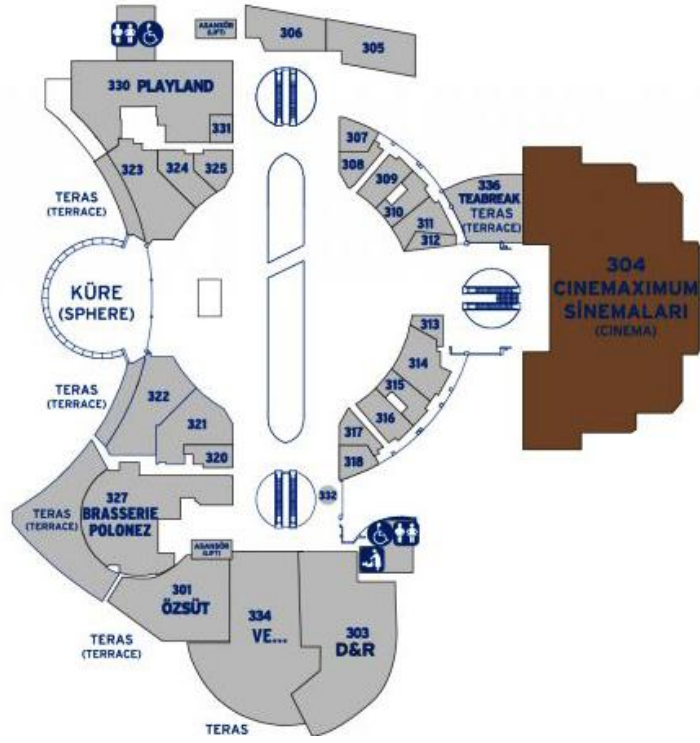 ASANSÖR
(LIFT)
306
305
330 PLAYLAND
331
307
308
323
324
325
309
310
311
312
336
TEABREAK
TERAS
(TERRACE)
TERAS
(TERRACE)
KÜRE
(SPHERE)
304
CINEMAXIMUM
SİNEMALARI
(CINEMA)
313
314
315
316
317
318
TERAS
(TERRACE)
322
321
320
332
327
BRASSERIE
POLONEZ
TERAS
(TERRACE)
ASANSÖR
(LIFT)
301
ÖZSÜT
334
VE...
303
D&R
TERAS
(TERRACE)
TERAS